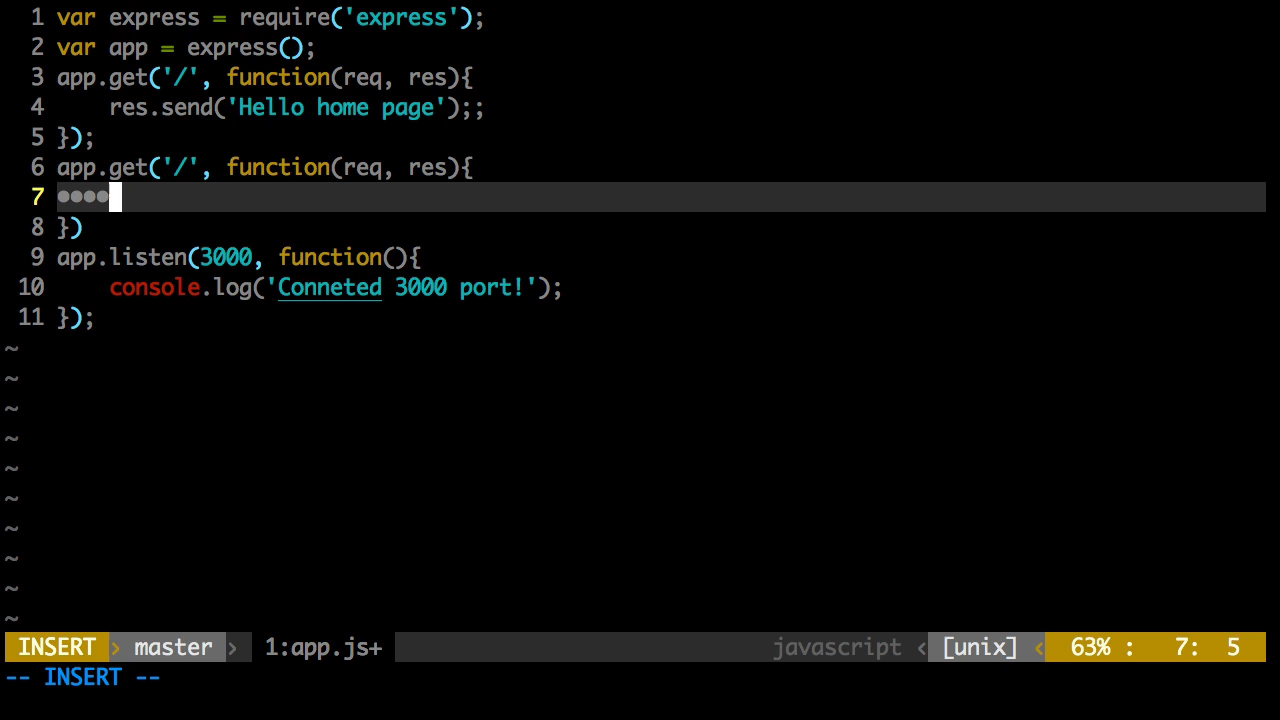 1 var express = require('express');
2 var app = express();
3 app.get('/', function(req, res){
4     res.send('Hello home page');;
5 });
6 app.get('/', function(req, res){
7 ●●●●
8 })
9 app.listen(3000, function(){
10     console.log('Conneted 3000 port!');
11 });
~
~
~
~
~
~
~
~
~
~
INSERT › master › 1:app.js+ javascript ‹ [unix] ‹ 63% : 7: 5
-- INSERT --